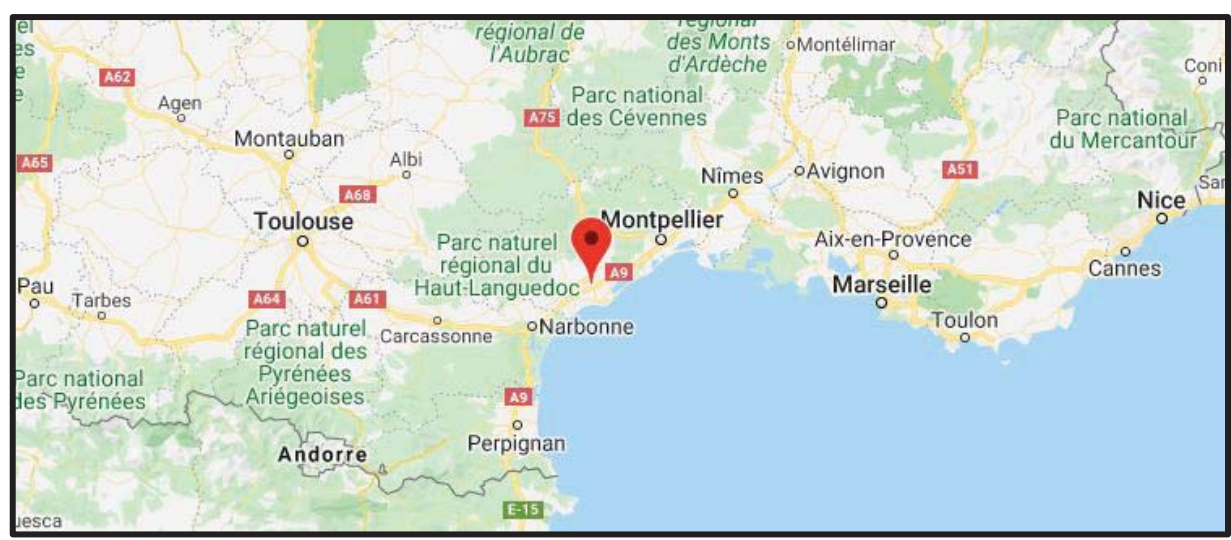 régional de
l'Aubrac
régional
des Monts
d'Ardèche
Montélimar
A62
Agen
A75
Parc national
des Cévennes
Coni
Parc national
du Mercantour
Montauban
Albi
A65
A68
Nîmes
Avignon
A51
Nice
Toulouse
Montpellier
Parc naturel
régional du
Haut-Languedoc
A9
Aix-en-Provence
Cannes
Marseille
Pau
Tarbes
A64
A61
Carcassonne
Narbonne
Toulon
Parc naturel
régional des
Pyrénées
Ariégeoises
Parc national
des Pyrénées
A9
Perpignan
Andorre
E-15
uesca